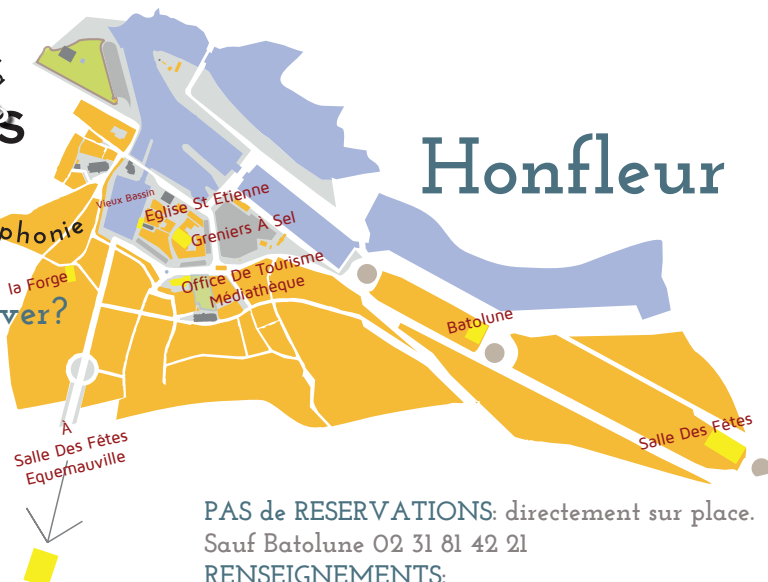 Honfleur
Vieux Bassin
Eglise St Etienne
Greniers À Sel
phonie
la Forge
ver?
Office De Tourisme
Médiathèque
Batolune
Salle Des Fêtes
À
Salle Des Fêtes
Equemauville
PAS de RESERVATIONS: directement sur place.
Sauf Batolune 02 31 81 42 21
RENSEIGNEMENTS: